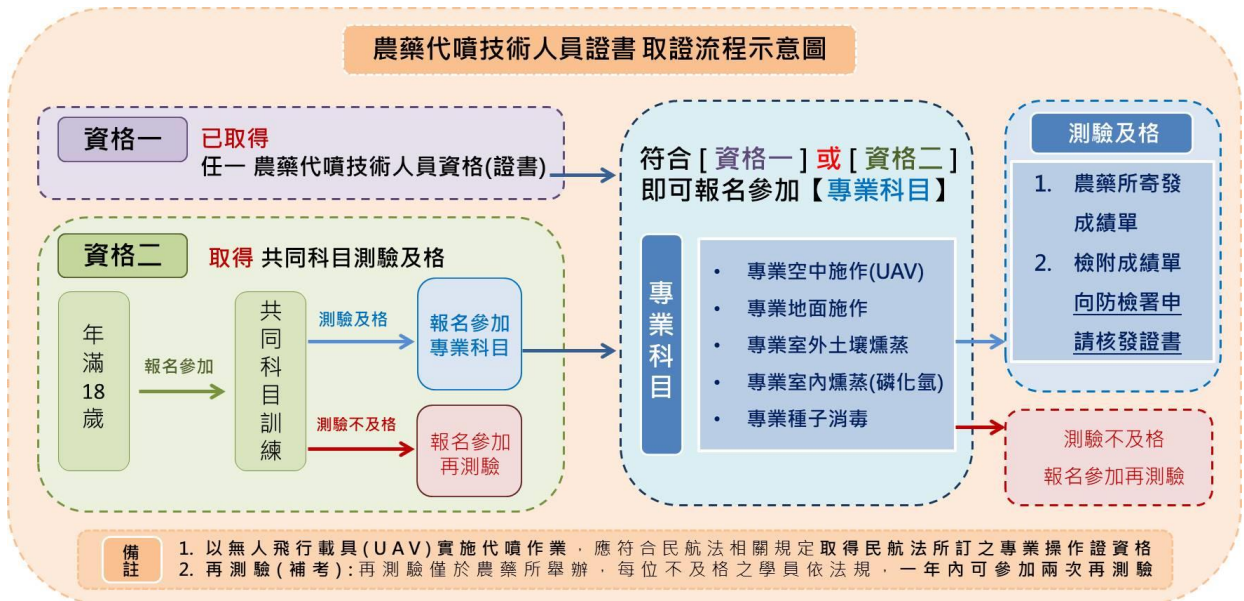 農藥代噴技術人員證書 取證流程示意圖
資格一
已取得
任一 農藥代噴技術人員資格(證書)
資格二
取得 共同科目測驗及格
年滿18歲
報名參加
共同科目訓練
測驗及格
報名參加
專業科目
測驗不及格
報名參加
再測驗
符合 [ 資格一 ] 或 [ 資格二 ]
即可報名參加【專業科目】
專業科目
• 專業空中施作(UAV)
• 專業地面施作
• 專業室外土壤燻蒸
• 專業室內燻蒸(磷化氫)
• 專業種子消毒
測驗及格
1. 農藥所寄發
成績單
2. 檢附成績單
向防檢署申
請核發證書
測驗不及格
報名參加再測驗
備註
1. 以無人飛行載具(UAV)實施代噴作業，應符合民航法相關規定取得民航法所訂之專業操作證資格
2. 再測驗(補考):再測驗僅於農藥所舉辦，每位不及格之學員依法規，一年內可參加兩次再測驗